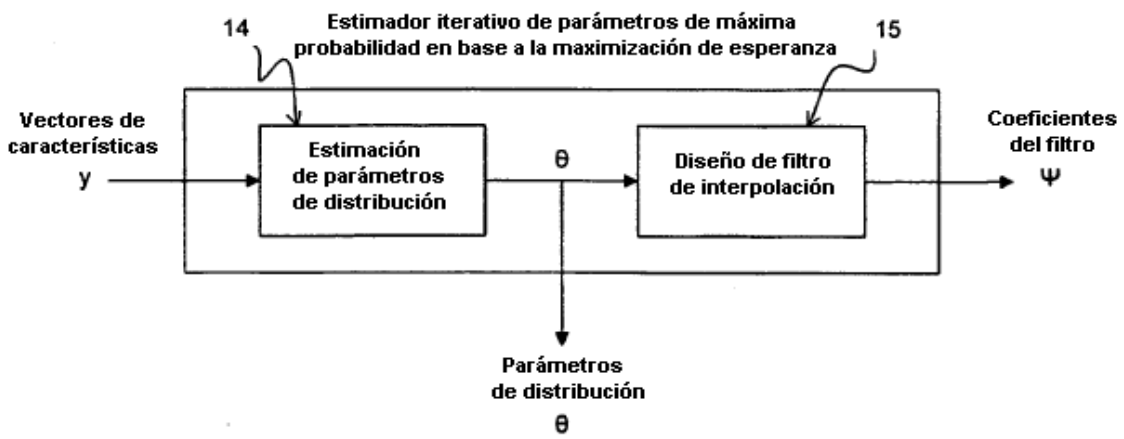 Estimador iterativo de parámetros de máxima
probabilidad en base a la maximización de esperanza
14
15
Vectores de
características
y
Estimación
de parámetros
de distribución
θ
Diseño de filtro
de interpolación
Coeficientes
del filtro
Ψ
Parámetros
de distribución
θ